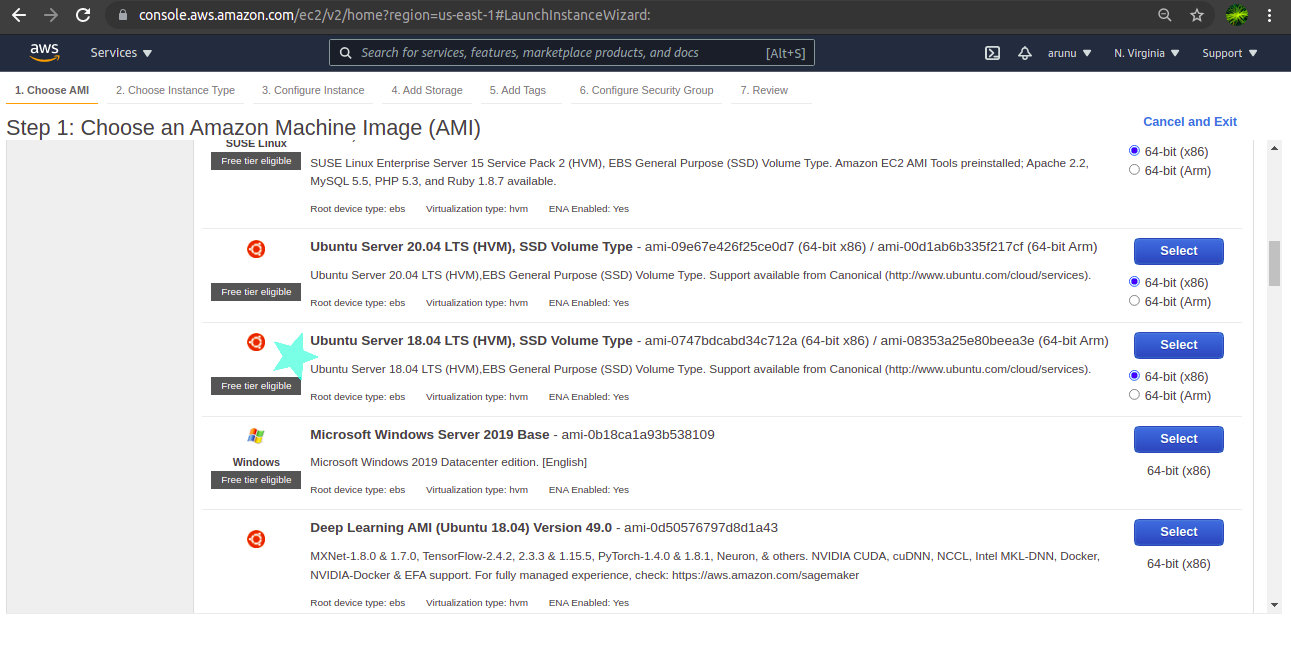 console.aws.amazon.com/ec2/v2/home?region=us-east-1#LaunchInstanceWizard:
aws
Services
Search for services, features, marketplace products, and docs
[Alt+S]
arunu
N. Virginia
Support
1. Choose AMI
2. Choose Instance Type
3. Configure Instance
4. Add Storage
5. Add Tags
6. Configure Security Group
7. Review
Step 1: Choose an Amazon Machine Image (AMI)
Cancel and Exit
SUSE Linux
Free tier eligible
SUSE Linux Enterprise Server 15 Service Pack 2 (HVM), EBS General Purpose (SSD) Volume Type. Amazon EC2 AMI Tools preinstalled; Apache 2.2,
MySQL 5.5, PHP 5.3, and Ruby 1.8.7 available.
Root device type: ebs Virtualization type: hvm ENA Enabled: Yes
64-bit (x86)
64-bit (Arm)
Ubuntu Server 20.04 LTS (HVM), SSD Volume Type - ami-09e67e426f25ce0d7 (64-bit x86) / ami-00d1ab6b335f217cf (64-bit Arm)
Free tier eligible
Ubuntu Server 20.04 LTS (HVM),EBS General Purpose (SSD) Volume Type. Support available from Canonical (http://www.ubuntu.com/cloud/services).
Root device type: ebs Virtualization type: hvm ENA Enabled: Yes
Select
64-bit (x86)
64-bit (Arm)
Ubuntu Server 18.04 LTS (HVM), SSD Volume Type - ami-0747bdcabd34c712a (64-bit x86) / ami-08353a25e80beea3e (64-bit Arm)
Free tier eligible
Ubuntu Server 18.04 LTS (HVM),EBS General Purpose (SSD) Volume Type. Support available from Canonical (http://www.ubuntu.com/cloud/services).
Root device type: ebs Virtualization type: hvm ENA Enabled: Yes
Select
64-bit (x86)
64-bit (Arm)
Microsoft Windows Server 2019 Base - ami-0b18ca1a93b538109
Windows
Free tier eligible
Microsoft Windows 2019 Datacenter edition. [English]
Root device type: ebs Virtualization type: hvm ENA Enabled: Yes
Select
64-bit (x86)
Deep Learning AMI (Ubuntu 18.04) Version 49.0 - ami-0d50576797d8d1a43
MXNet-1.8.0 & 1.7.0, TensorFlow-2.4.2, 2.3.3 & 1.15.5, PyTorch-1.4.0 & 1.8.1, Neuron, & others. NVIDIA CUDA, cuDNN, NCCL, Intel MKL-DNN, Docker,
NVIDIA-Docker & EFA support. For fully managed experience, check: https://aws.amazon.com/sagemaker
Root device type: ebs Virtualization type: hvm ENA Enabled: Yes
Select
64-bit (x86)